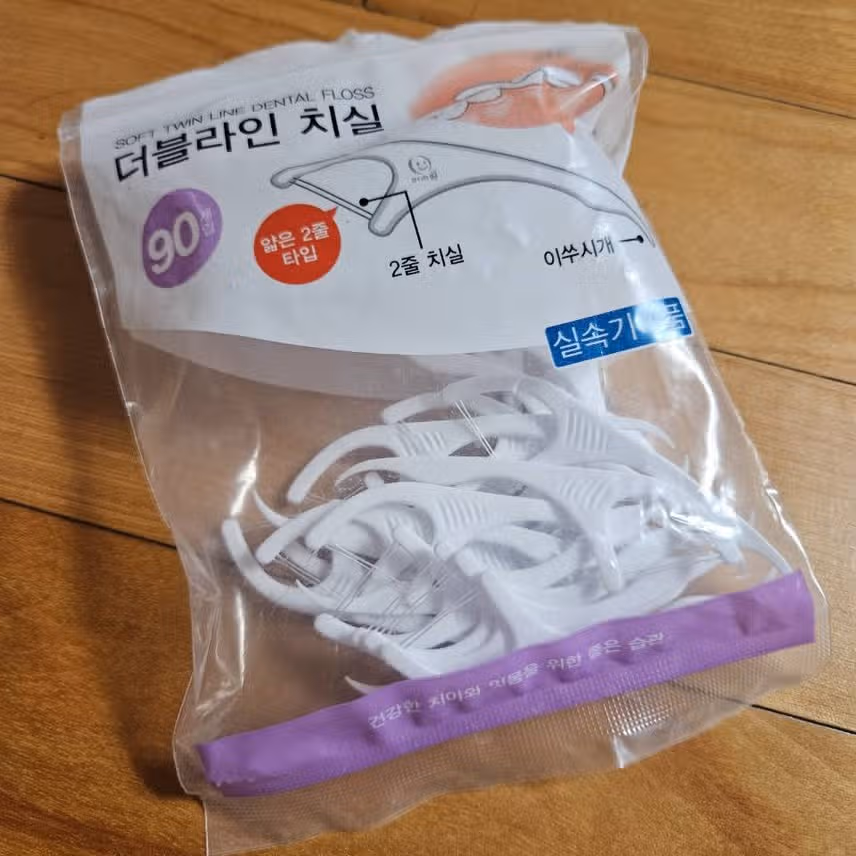 SOFT TWIN LINE DENTAL FLOSS
더블라인 치실
90
얇은 2줄
타입
2줄 치실
이쑤시개
건강한 치아와 잇몸을 위한 좋은 습관